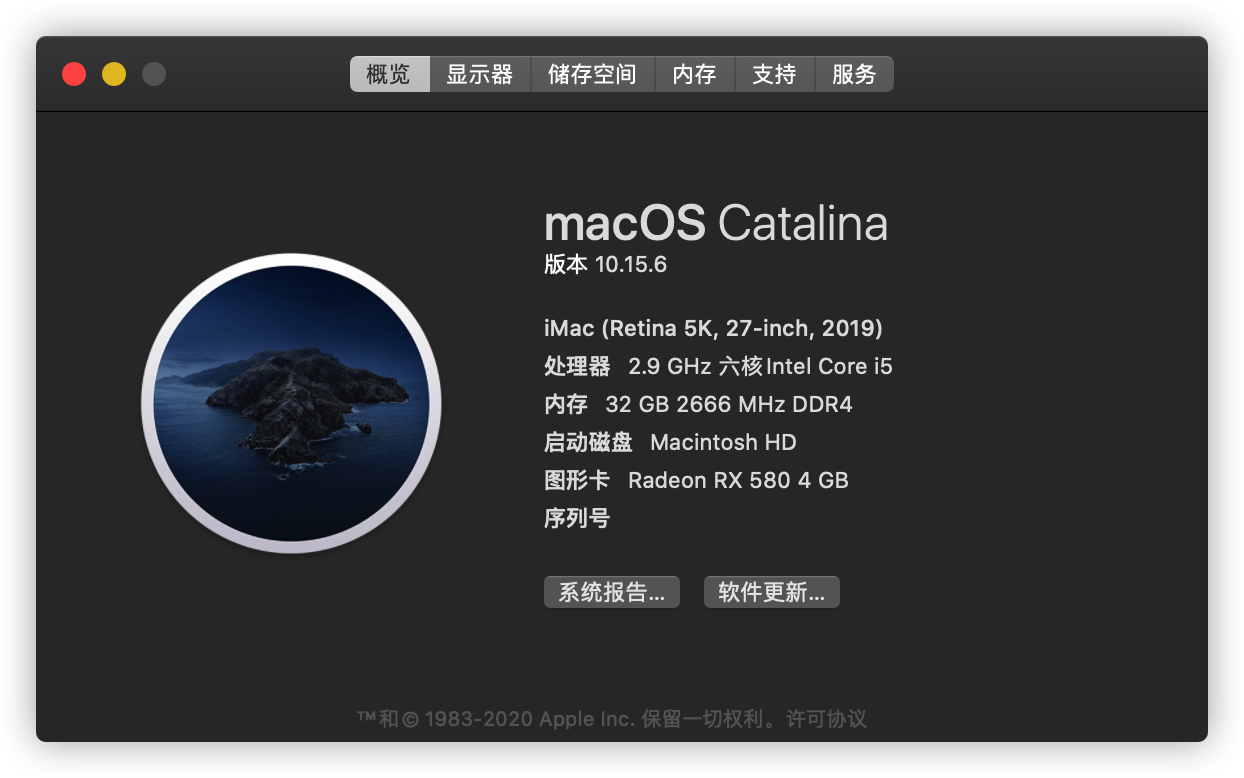 概览 显示器 储存空间 内存 支持 服务
macOS Catalina
版本 10.15.6
iMac (Retina 5K, 27-inch, 2019)
处理器 2.9 GHz 六核Intel Core i5
内存 32 GB 2666 MHz DDR4
启动磁盘 Macintosh HD
图形卡 Radeon RX 580 4 GB
序列号
系统报告... 软件更新...
™和© 1983-2020 Apple Inc. 保留一切权利。许可协议